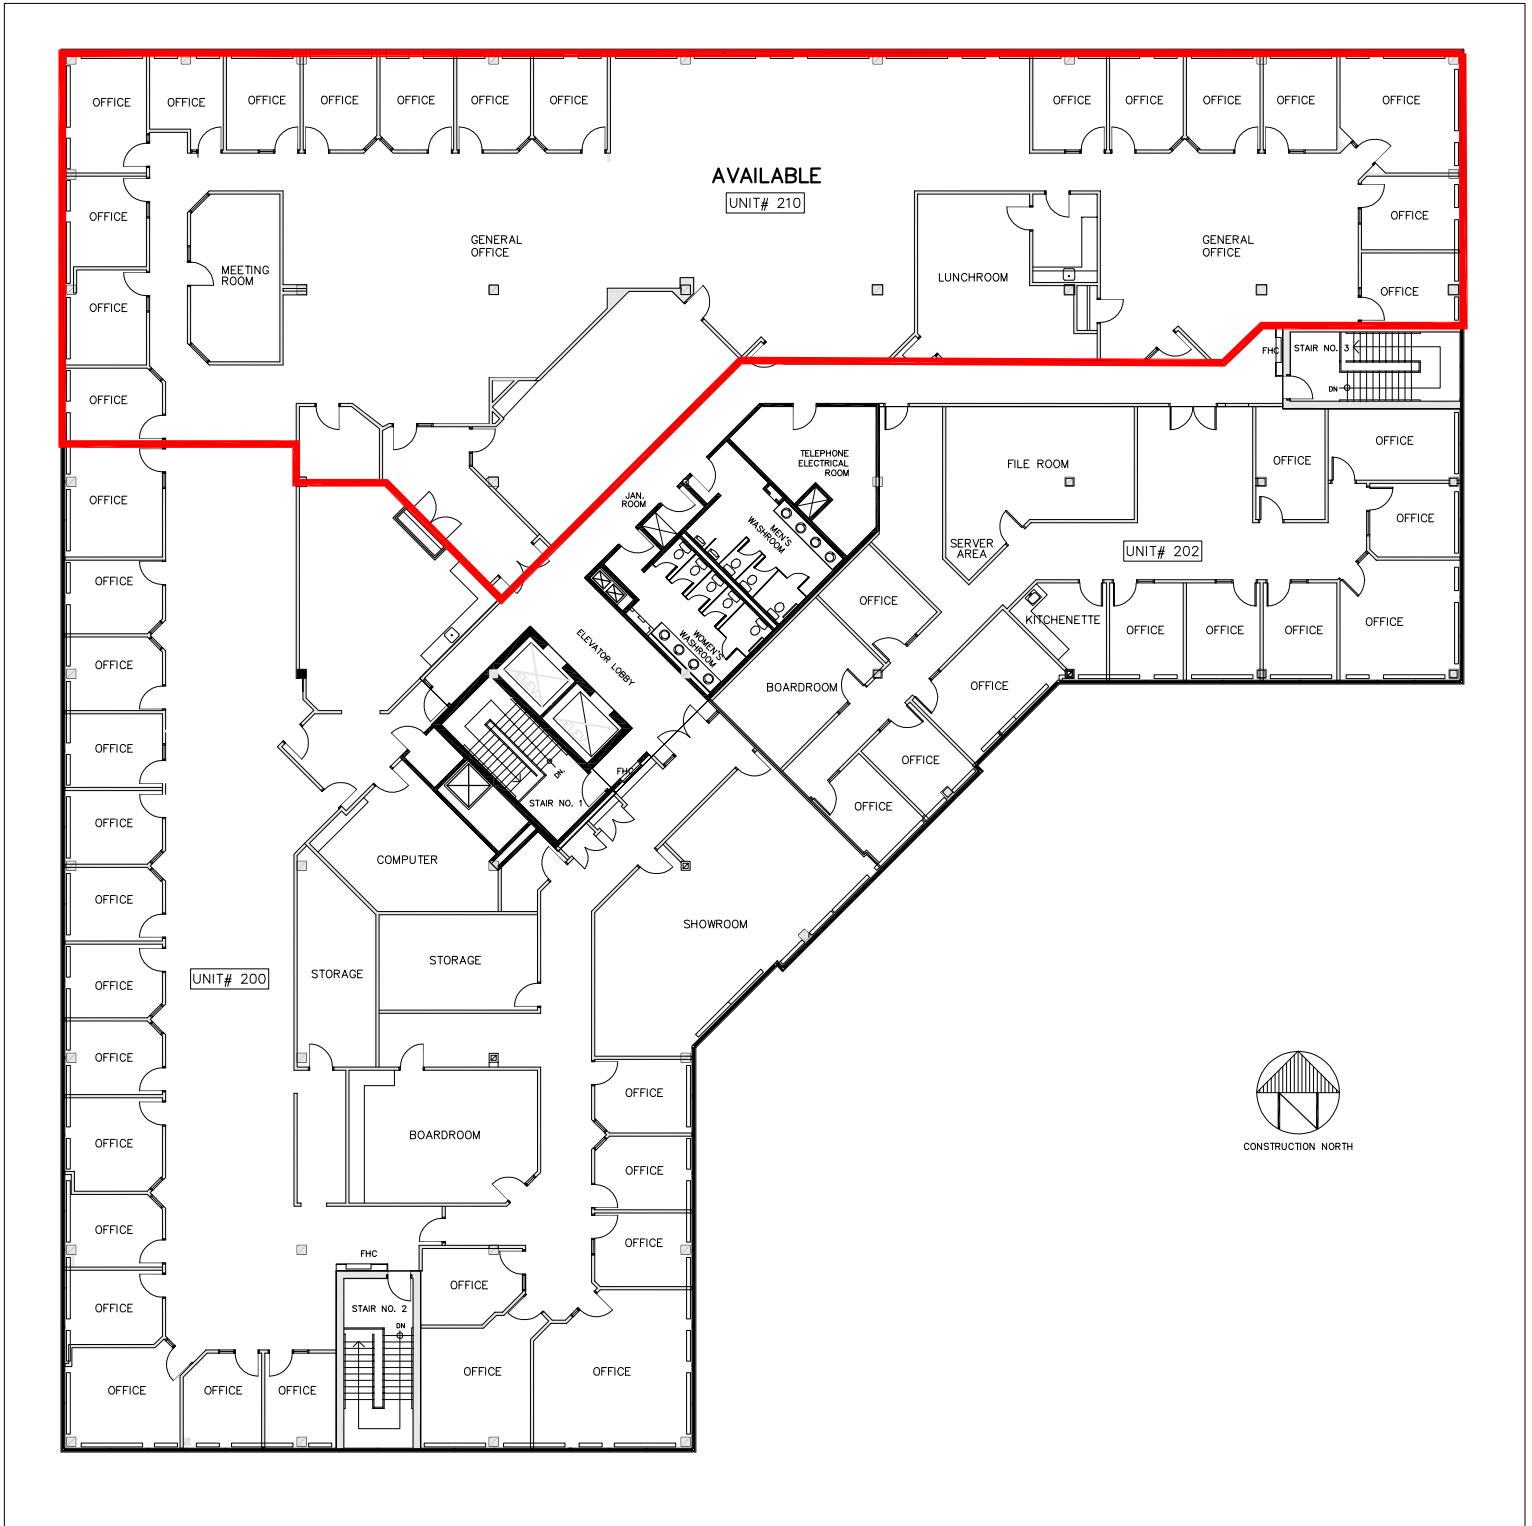 OFFICE
OFFICE
OFFICE
OFFICE
OFFICE
OFFICE
OFFICE
OFFICE
OFFICE
OFFICE
OFFICE
OFFICE
AVAILABLE
UNIT# 210
OFFICE
OFFICE
GENERAL
OFFICE
GENERAL
OFFICE
MEETING
ROOM
LUNCHROOM
OFFICE
OFFICE
FHC
STAIR NO. 3
DN
OFFICE
OFFICE
TELEPHONE
ELECTRICAL
ROOM
FILE ROOM
OFFICE
OFFICE
JAN.
ROOM
MEN'S
WASHROOM
OFFICE
SERVER
AREA
UNIT# 202
OFFICE
OFFICE
OFFICE
KITCHENETTE
OFFICE
OFFICE
OFFICE
OFFICE
WOMEN'S
WASHROOM
ELEVATOR LOBBY
OFFICE
BOARDROOM
OFFICE
ELEV
ELEV
OFFICE
OFFICE
DN.
FHC
STAIR NO. 1
OFFICE
OFFICE
COMPUTER
OFFICE
SHOWROOM
STORAGE
STORAGE
UNIT# 200
OFFICE
OFFICE
OFFICE
BOARDROOM
OFFICE
OFFICE
CONSTRUCTION NORTH
OFFICE
OFFICE
FHC
OFFICE
STAIR NO. 2
DN
OFFICE
OFFICE
OFFICE
OFFICE
OFFICE
OFFICE